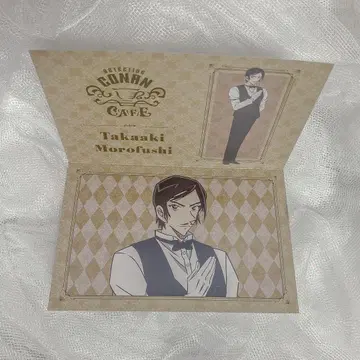 DETECTIVE
CONAN
CAFE
Takaaki
Morofushi